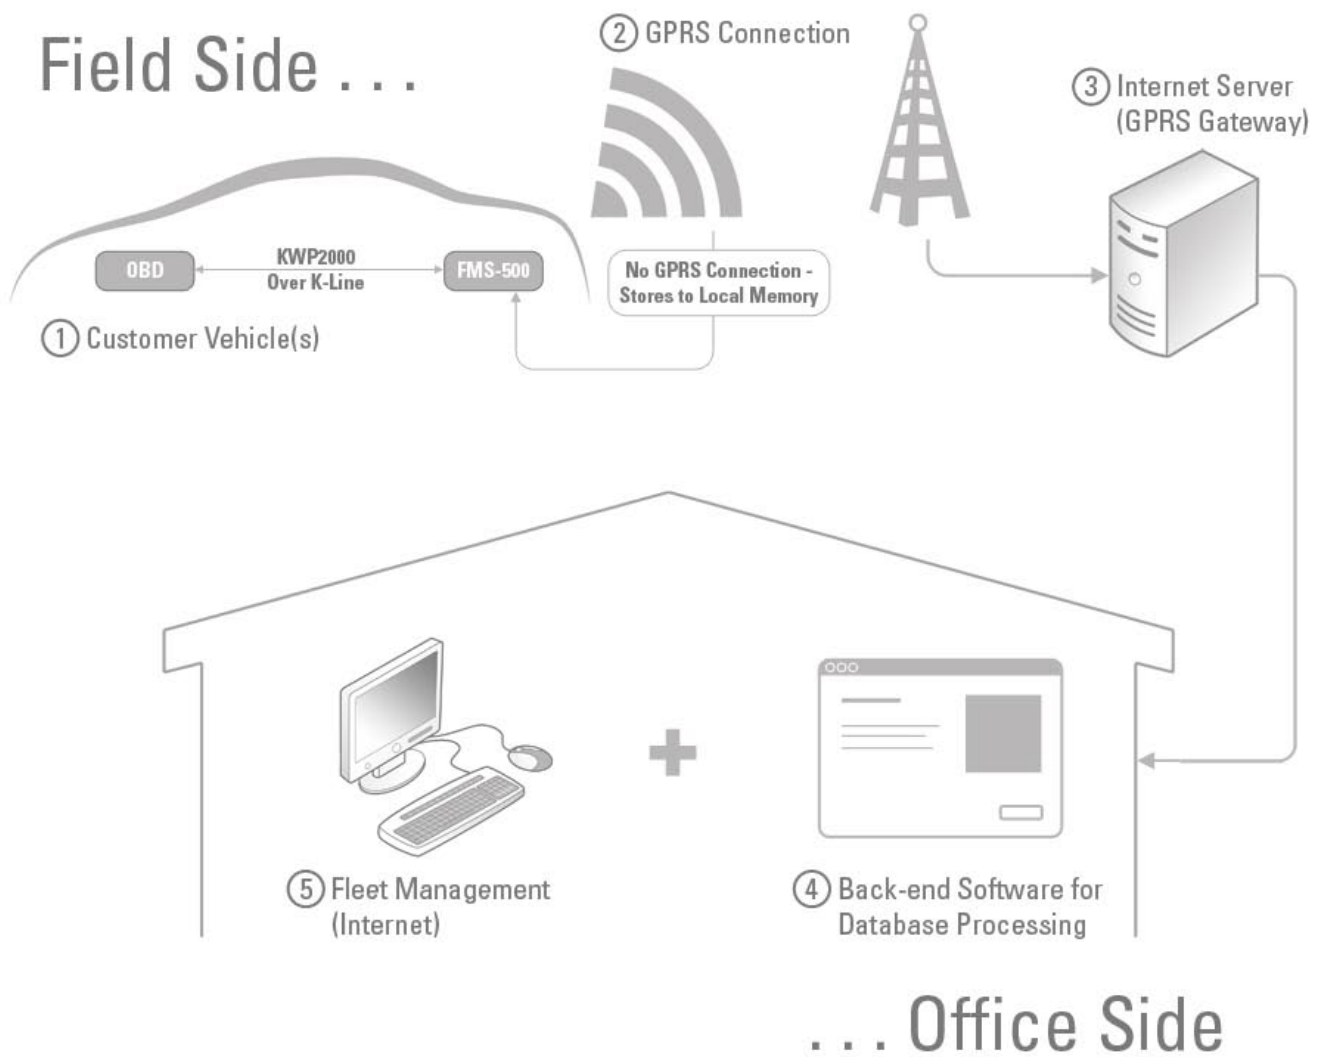 Field Side . . .
2 GPRS Connection
3 Internet Server
(GPRS Gateway)
OBD
KWP2000
Over K-Line
FMS-500
No GPRS Connection -
Stores to Local Memory
1 Customer Vehicle(s)
5 Fleet Management
(Internet)
4 Back-end Software for
Database Processing
. . . Office Side